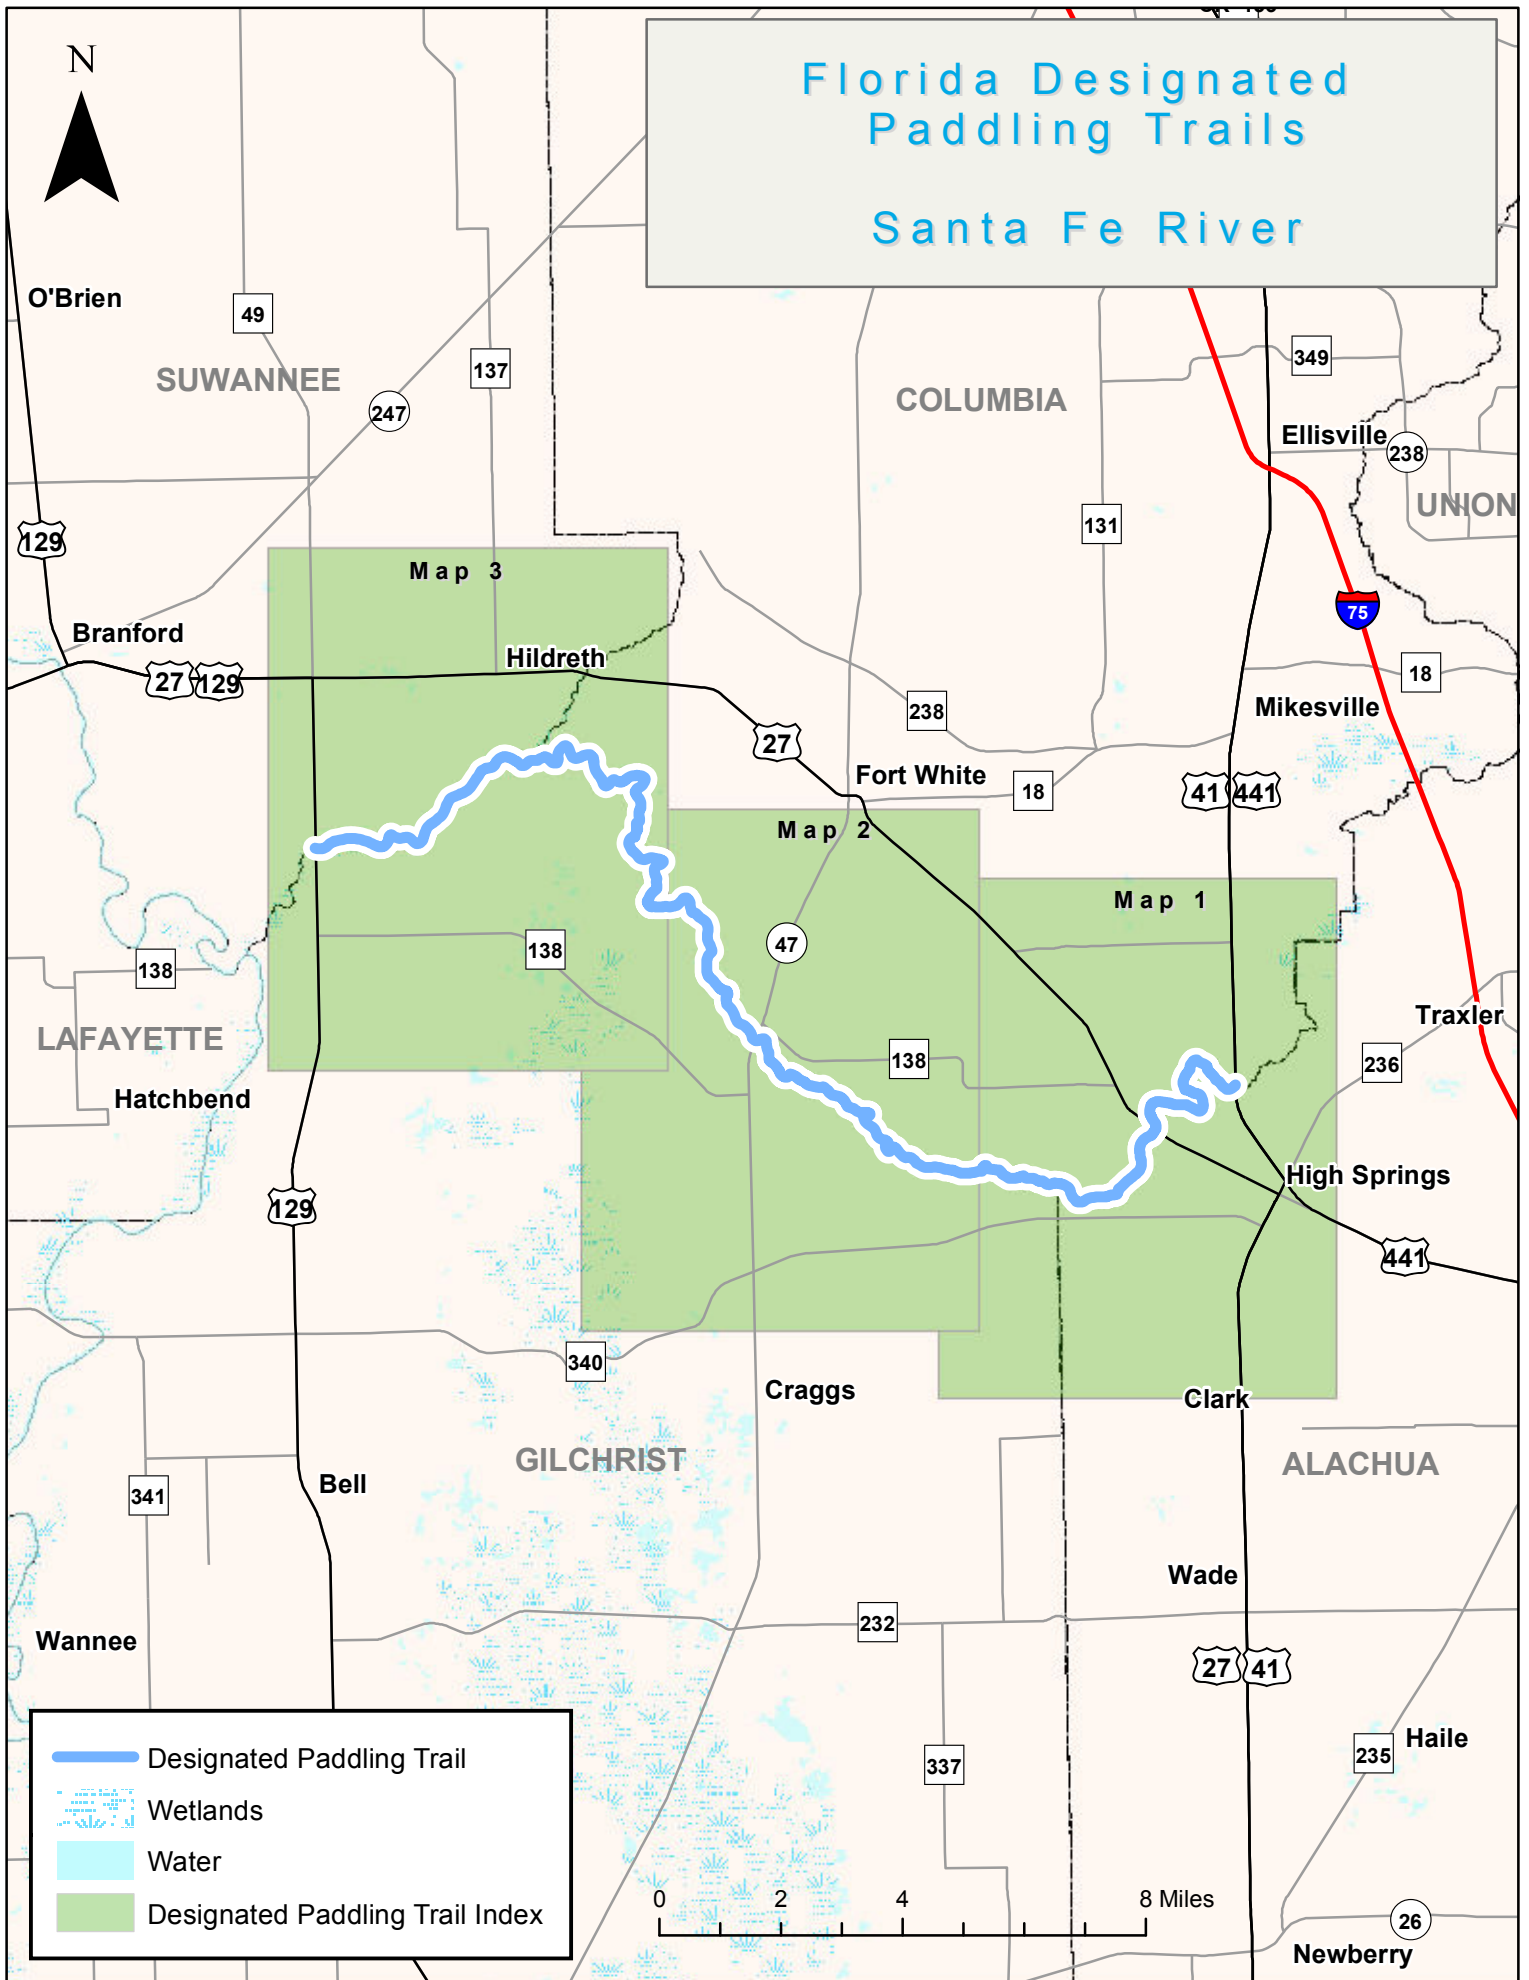 Florida Designated
Paddling Trails
Santa Fe River
N
O'Brien
49
SUWANNEE
137
247
COLUMBIA
349
Ellisville
238
UNION
129
131
Map 3
75
Branford
Hildreth
27
129
18
238
Mikesville
27
Fort White
18
41
441
Map 2
Map 1
47
138
138
LAFAYETTE
Traxler
138
236
Hatchbend
High Springs
129
441
340
Craggs
Clark
GILCHRIST
ALACHUA
Bell
341
Wade
232
Wannee
27
41
Haile
235
337
Designated Paddling Trail
Wetlands
Water
Designated Paddling Trail Index
0 2 4 8 Miles
26
Newberry